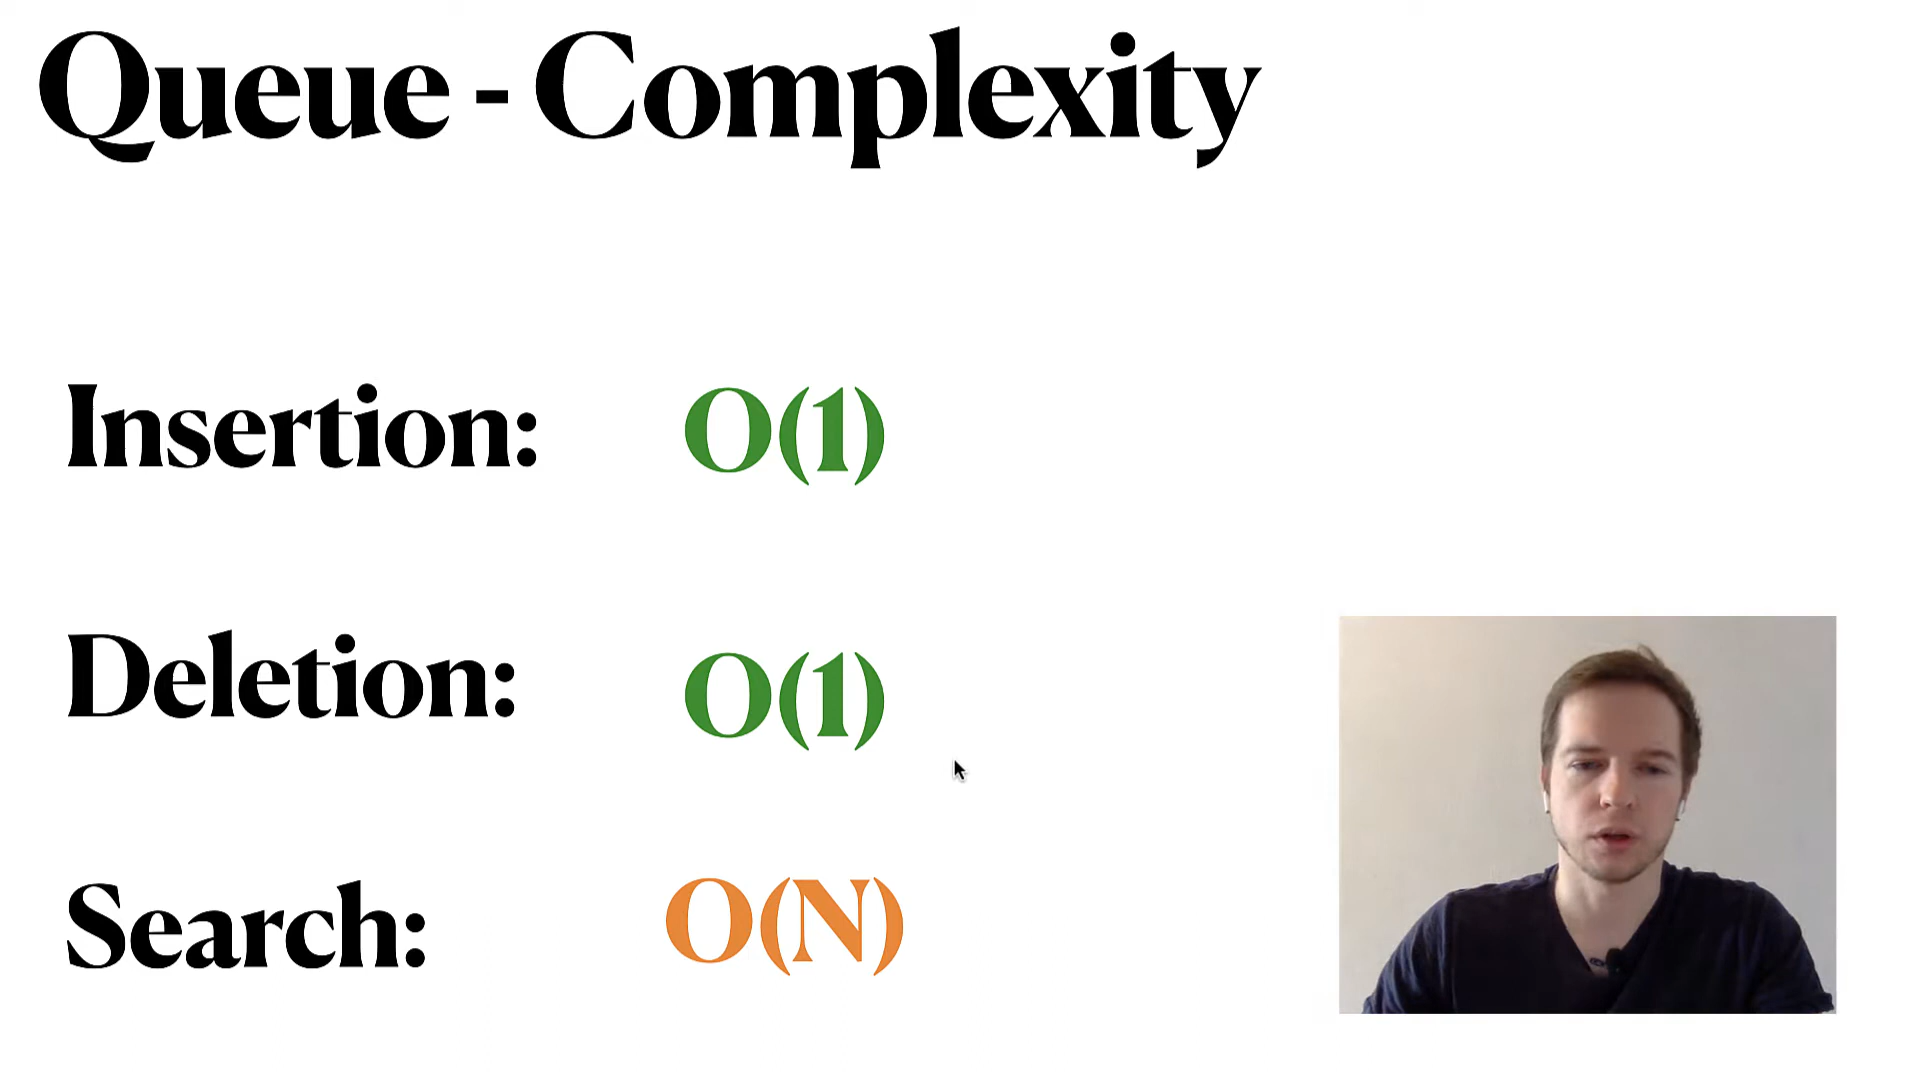 Queue - Complexity
Insertion: O(1)
Deletion: O(1)
Search: O(N)